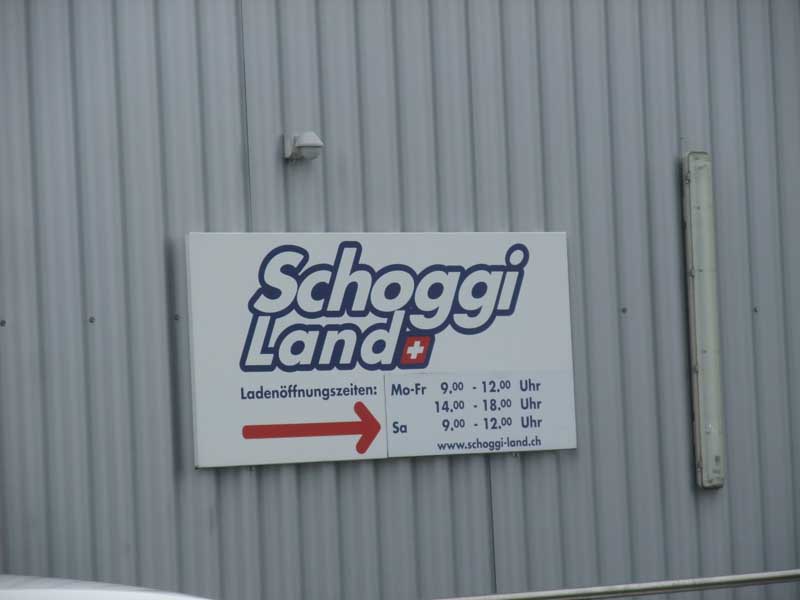 Schoggi
Land
Ladenöffnungszeiten: Mo-Fr 9.00 - 12.00 Uhr
14.00 - 18.00 Uhr
Sa 9.00 - 12.00 Uhr
www.schoggi-land.ch